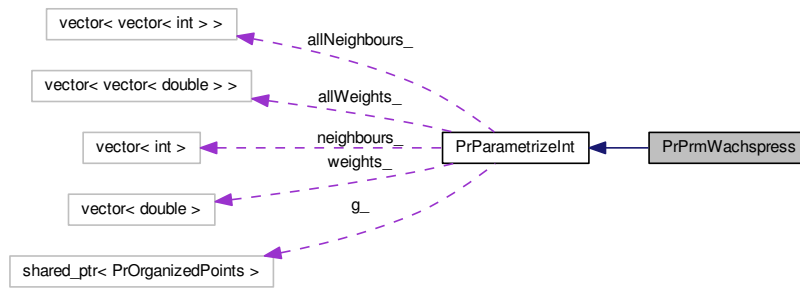 vector< vector< int > >
allNeighbours_
vector< vector< double > >
allWeights_
vector< int >
neighbours_
PrParametrizeInt
PrPrmWachspress
weights_
vector< double >
g_
shared_ptr< PrOrganizedPoints >